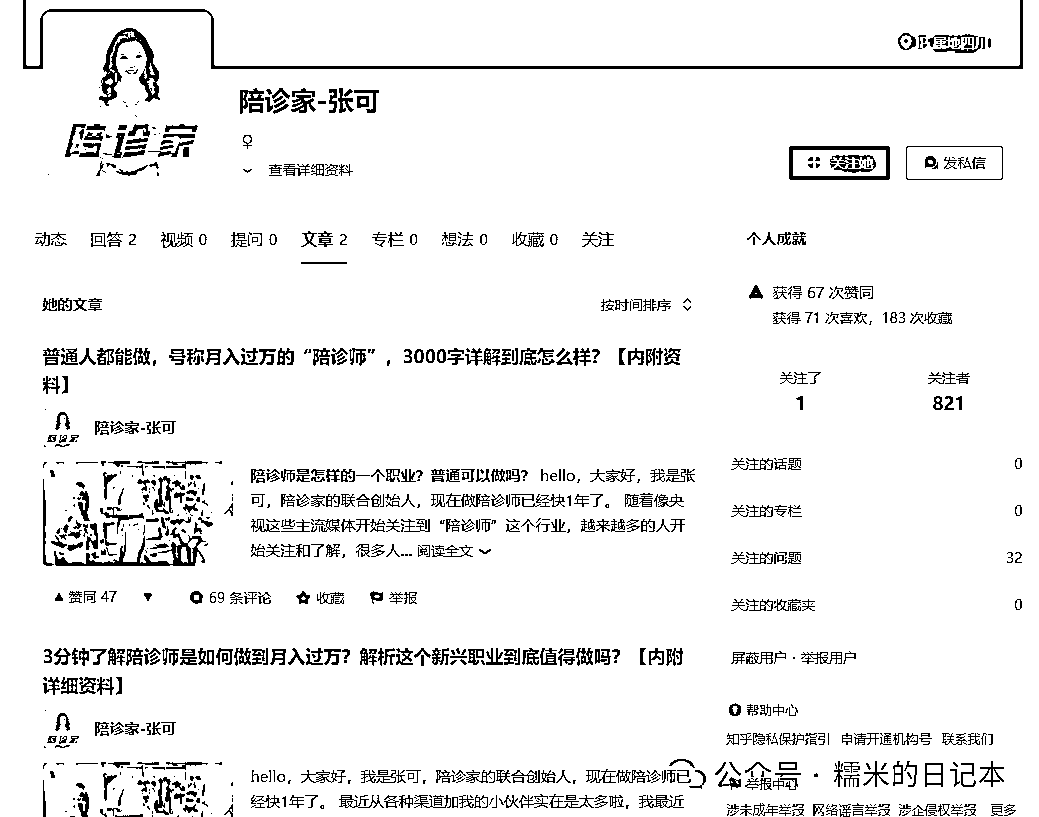 陪诊家
陪诊家-张可
查看详细资料
关注她
发私信
动态 回答 2 视频 0 提问 0 文章 2 专栏 0 想法 0 收藏 0 关注
她的文章
按时间排序
普通人都能做，号称月入过万的“陪诊师”，3000字详解到底怎么样？【内附资
料】
陪诊家-张可
陪诊师是怎样的一个职业？普通可以做吗？ hello，大家好，我是张
可，陪诊家的联合创始人，现在做陪诊师已经快1年了。 随着像央
视这些主流媒体开始关注到“陪诊师”这个行业，越来越多的人开
始关注和了解，很多人... 阅读全文
赞同 47
69 条评论
收藏
举报
3分钟了解陪诊师是如何做到月入过万？解析这个新兴职业到底值得做吗？【内附
详细资料】
陪诊家-张可
hello，大家好，我是张可，陪诊家的联合创始人，现在做陪诊师已
经快1年了。 最近从各种渠道加我的小伙伴实在是太多啦，我最近
个人成就
获得 67 次赞同
获得 71 次喜欢，183 次收藏
关注了 关注者
1 821
关注的话题 0
关注的专栏 0
关注的问题 32
关注的收藏夹 0
屏蔽用户 · 举报用户
帮助中心
知乎隐私保护指引 申请开通机构号 联系我们
举报中心
涉未成年举报 网络谣言举报 涉企侵权举报 更多
公众号 · 糯米的日记本